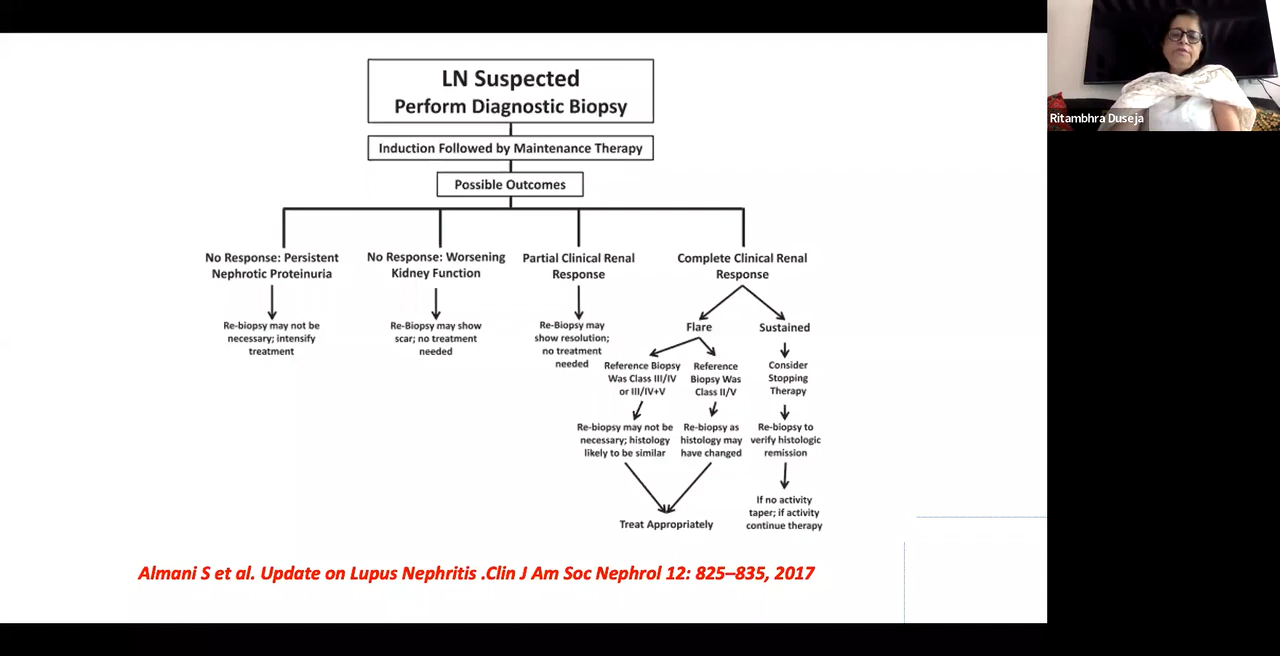 LN Suspected
Perform Diagnostic Biopsy
Induction Followed by Maintenance Therapy
Possible Outcomes
No Response: Persistent
Nephrotic Proteinuria
Re-biopsy may not be
necessary; intensify
treatment
No Response: Worsening
Kidney Function
Re-Biopsy may show
scar; no treatment
needed
Partial Clinical Renal
Response
Re-Biopsy may
show resolution;
no treatment
needed
Complete Clinical Renal
Response
Flare
Reference Biopsy
Was Class III/IV
or III/IV+V
Re-biopsy may not be
necessary; histology
likely to be similar
Reference
Biopsy Was
Class II/V
Re-biopsy as
histology may
have changed
Treat Appropriately
Sustained
Consider
Stopping
Therapy
Re-biopsy to
verify histologic
remission
If no activity
taper; if activity
continue therapy
Almani S et al. Update on Lupus Nephritis .Clin J Am Soc Nephrol 12: 825–835, 2017
Ritambhra Duseja